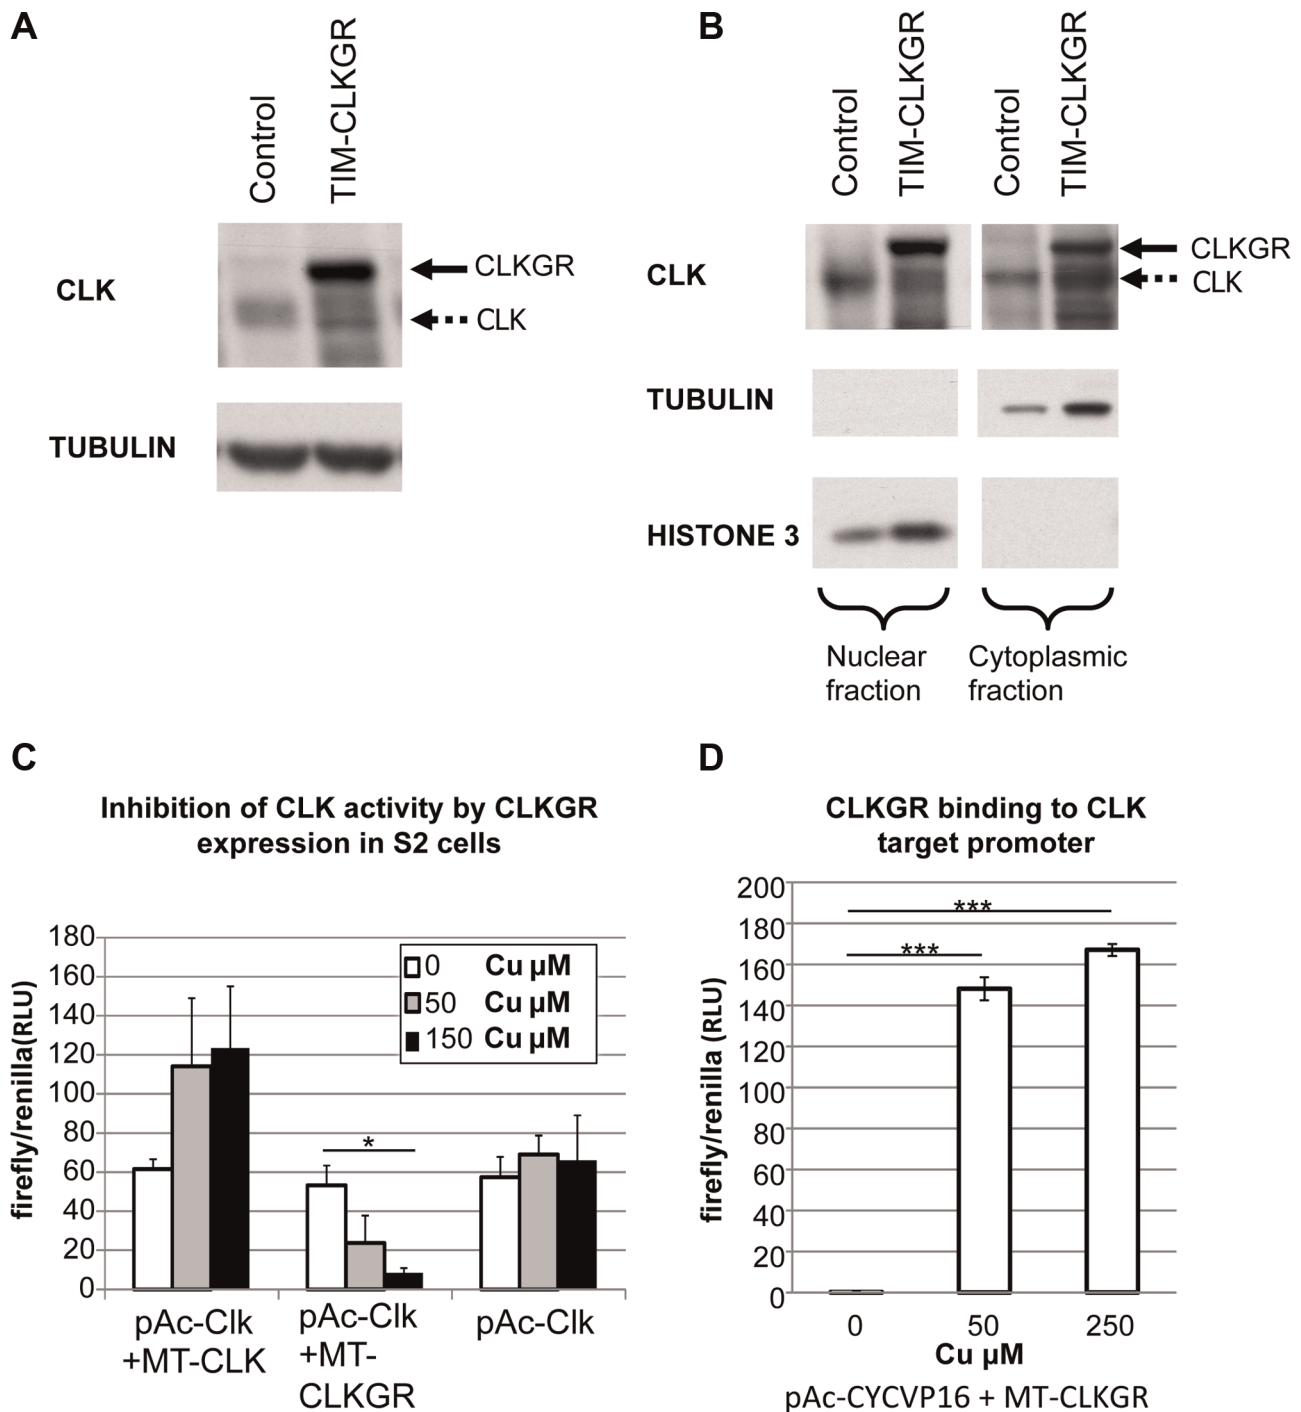 A
Control
TIM-CLKGR
CLK
CLKGR
CLK
TUBULIN
B
Control
TIM-CLKGR
Control
TIM-CLKGR
CLK
CLKGR
CLK
TUBULIN
HISTONE 3
Nuclear
fraction
Cytoplasmic
fraction
C
Inhibition of CLK activity by CLKGR
expression in S2 cells
firefly/renilla(RLU)
180
160
140
120
100
80
60
40
20
0
0 Cu µM
50 Cu µM
150 Cu µM
*
pAc-Clk
+MT-CLK
pAc-Clk
+MT-
CLKGR
pAc-Clk
D
CLKGR binding to CLK
target promoter
firefly/renilla (RLU)
200
180
160
140
120
100
80
60
40
20
0
***
***
0 50 250
Cu µM
pAc-CYCVP16 + MT-CLKGR